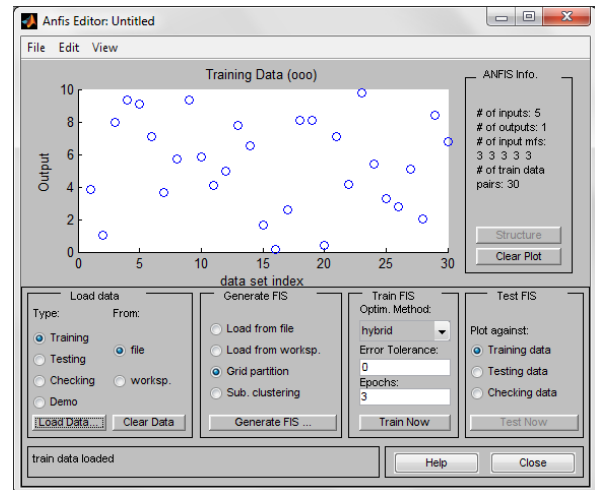 Anfis Editor: Untitled
File Edit View
Training Data (ooo)
10
8
6
4
2
0
Output
0 5 10 15 20 25 30
data set index
ANFIS Info.
# of inputs: 5
# of outputs: 1
# of input mfs:
3 3 3 3 3
# of train data
pairs: 30
Structure
Clear Plot
Load data
Type: From:
Training
Testing
Checking
Demo
file
worksp.
Load Data... Clear Data
Generate FIS
Load from file
Load from worksp.
Grid partition
Sub. clustering
Generate FIS ...
Train FIS
Optim. Method:
hybrid
Error Tolerance:
0
Epochs:
3
Train Now
Test FIS
Plot against:
Training data
Testing data
Checking data
Test Now
train data loaded
Help Close